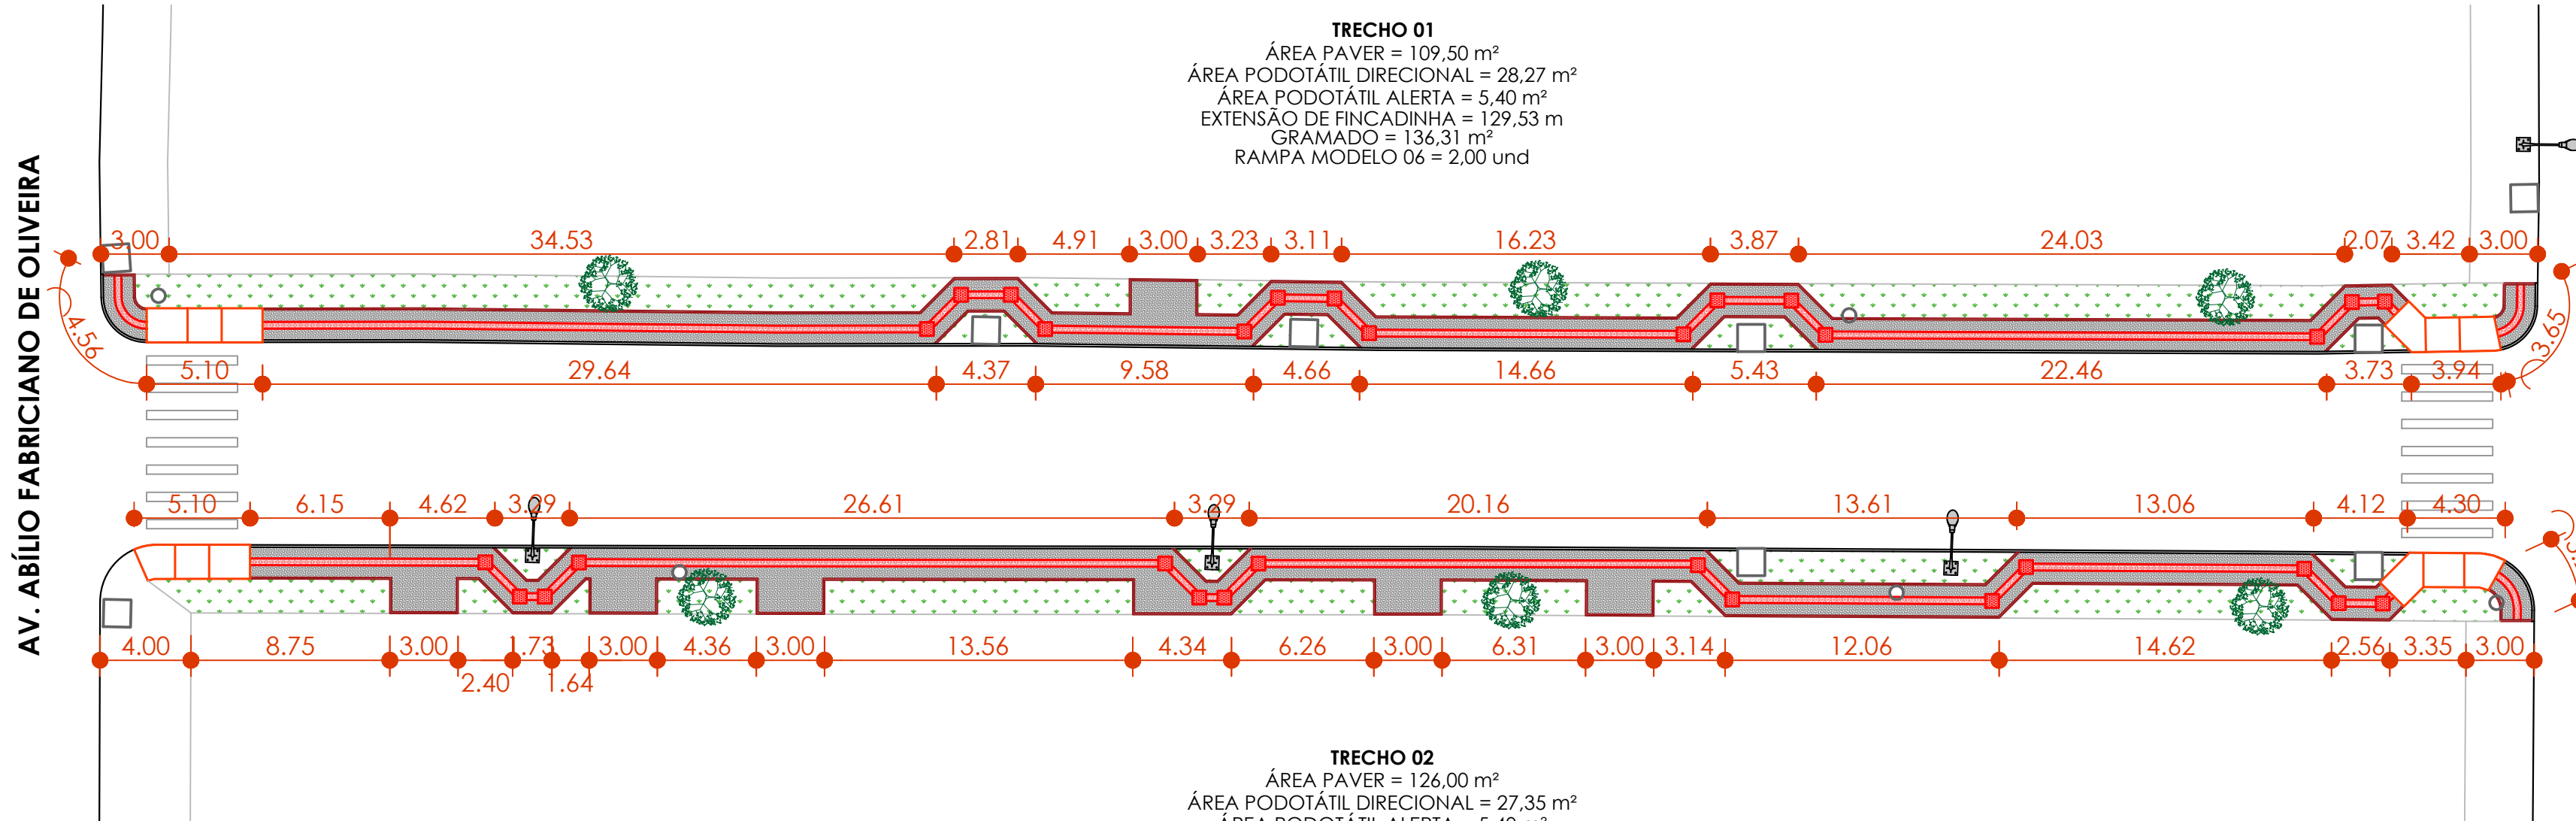 TRECHO 01
ÁREA PAVER = 109,50 m²
ÁREA PODOTÁTIL DIRECIONAL = 28,27 m²
ÁREA PODOTÁTIL ALERTA = 5,40 m²
EXTENSÃO DE FINCADINHA = 129,53 m
GRAMADO = 136,31 m²
RAMPA MODELO 06 = 2,00 und
AV. ABÍLIO FABRICIANO DE OLIVEIRA
3.00 34.53 2.81 4.91 3.00 3.23 3.11 16.23 3.87 24.03 2.07 3.42 3.00
4.56 5.10 29.64 4.37 9.58 4.66 14.66 5.43 22.46 3.73 3.94 3.65
5.10 6.15 4.62 3.29 26.61 3.29 20.16 13.61 13.06 4.12 4.30
4.00 8.75 3.00 1.73 3.00 4.36 3.00 13.56 4.34 6.26 3.00 6.31 3.00 3.14 12.06 14.62 2.56 3.35 3.00
2.40 1.64
TRECHO 02
ÁREA PAVER = 126,00 m²
ÁREA PODOTÁTIL DIRECIONAL = 27,35 m²
ÁREA PODOTÁTIL ALERTA = 5,40 m²